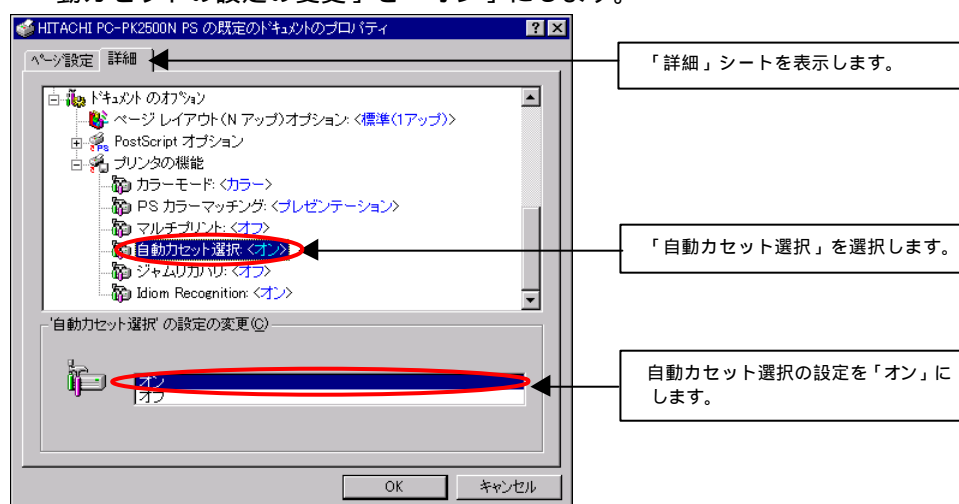 動カセットの設定の変更」を「オン」にします。
HITACHI PC-PK2500N PS の既定のドキュメントのプロパティ
ページ設定
詳細
「詳細」シートを表示します。
ドキュメント のオプション
ページ レイアウト(N アップ)オプション: <標準(1アップ)>
PostScript オプション
プリンタの機能
カラーモード: <カラー>
PS カラーマッチング: <プレゼンテーション>
マルチプリント: <オフ>
自動カセット選択: <オン>
「自動カセット選択」を選択します。
ジャムリカバリ: <オフ>
Idiom Recognition: <オン>
'自動カセット選択' の設定の変更(C)
オン
オフ
自動カセット選択の設定を「オン」に
します。
OK
キャンセル